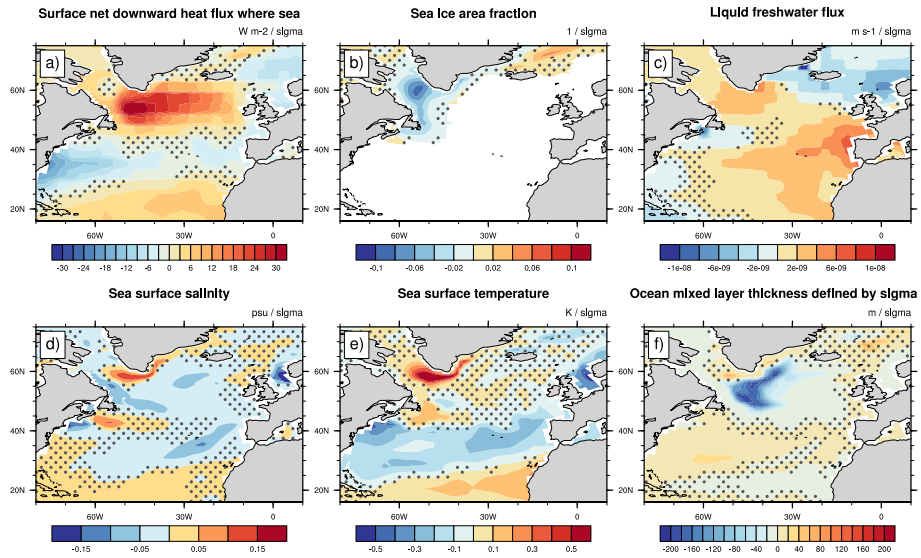 Surface net downward heat flux where sea
W m-2 / sigma
a)
60N
40N
20N
60W 30W 0
-30 -24 -18 -12 -6 0 6 12 18 24 30
Sea Ice area fraction
1 / sigma
b)
60N
40N
20N
60W 30W 0
-0.1 -0.06 -0.02 0.02 0.06 0.1
Liquid freshwater flux
m s-1 / sigma
c)
60N
40N
20N
60W 30W 0
-1e-08 -6e-09 -2e-09 2e-09 6e-09 1e-08
Sea surface salinity
psu / sigma
d)
60N
40N
20N
60W 30W 0
-0.15 -0.05 0.05 0.15
Sea surface temperature
K / sigma
e)
60N
40N
20N
60W 30W 0
-0.5 -0.3 -0.1 0.1 0.3 0.5
Ocean mixed layer thickness defined by sigma
m / sigma
f)
60N
40N
20N
60W 30W 0
-200 -160 -120 -80 -40 0 40 80 120 160 200